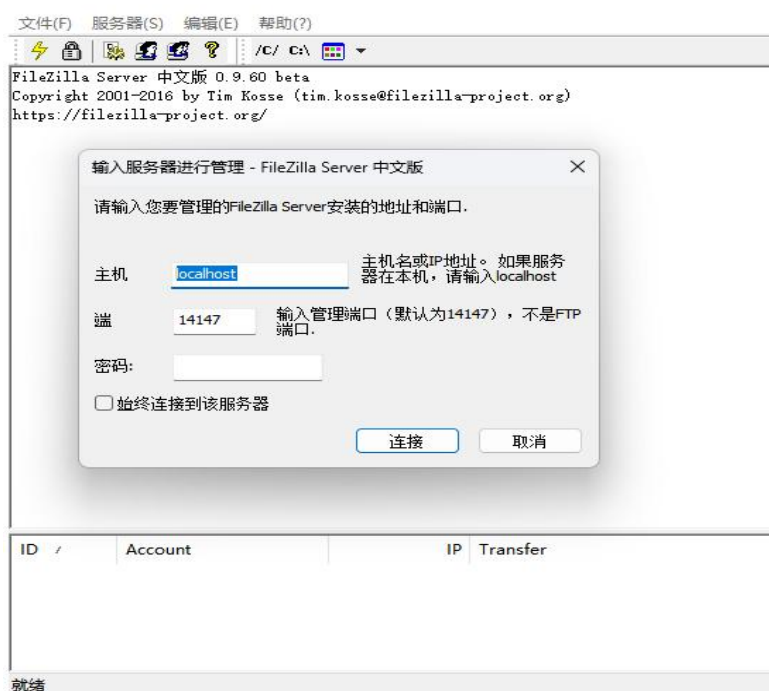 文件(F) 服务器(S) 编辑(E) 帮助(?)
/C/ C:\
FileZilla Server 中文版 0.9.60 beta
Copyright 2001-2016 by Tim Kosse (tim.kosse@filezilla-project.org)
https://filezilla-project.org/
输入服务器进行管理 - FileZilla Server 中文版
请输入您要管理的FileZilla Server安装的地址和端口.
主机 localhost 主机名或IP地址。如果服务
器在本机，请输入localhost
端 14147 输入管理端口（默认为14147），不是FTP
端口.
密码:
始终连接到该服务器
连接 取消
ID / Account IP Transfer
就绪